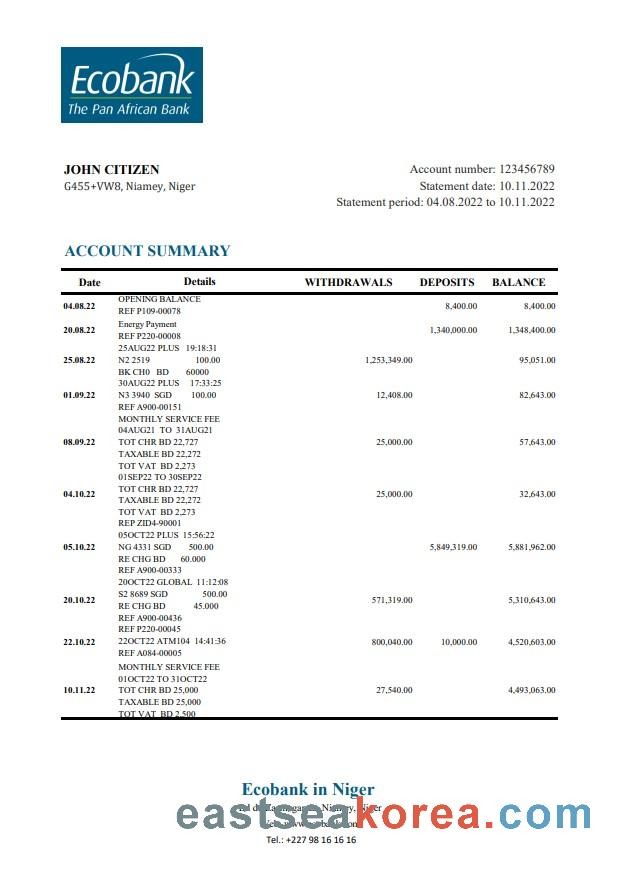 Ecobank
The Pan African Bank
JOHN CITIZEN
G455+VW8, Niamey, Niger
Account number: 123456789
Statement date: 10.11.2022
Statement period: 04.08.2022 to 10.11.2022
ACCOUNT SUMMARY
Date Details WITHDRAWALS DEPOSITS BALANCE
OPENING BALANCE
04.08.22 8,400.00 8,400.00
REF P109-00078
Energy Payment
20.08.22 1,340,000.00 1,348,400.00
REF P220-00008
25AUG22 PLUS 19:18:31
25.08.22 N2 2519 100.00 1,253,349.00 95,051.00
BK CH0 BD 60000
30AUG22 PLUS 17:33:25
01.09.22 N3 3940 SGD 100.00 12,408.00 82,643.00
REF A900-00151
MONTHLY SERVICE FEE
04AUG21 TO 31AUG21
08.09.22 TOT CHR BD 22,727 25,000.00 57,643.00
TAXABLE BD 22,272
TOT VAT BD 2,273
01SEP22 TO 30SEP22
TOT CHR BD 22,727
04.10.22 25,000.00 32,643.00
TAXABLE BD 22,272
TOT VAT BD 2,273
REP ZID4-90001
05OCT22 PLUS 15:56:22
05.10.22 NG 4331 SGD 500.00 5,849,319.00 5,881,962.00
RE CHG BD 60.000
REF A900-00333
20OCT22 GLOBAL 11:12:08
S2 8689 SGD 500.00
20.10.22 571,319.00 5,310,643.00
RE CHG BD 45.000
REF A900-00436
REF P220-00045
22.10.22 22OCT22 ATM104 14:41:36 800,040.00 10,000.00 4,520,603.00
REF A084-00005
MONTHLY SERVICE FEE
01OCT22 TO 31OCT22
10.11.22 TOT CHR BD 25,000 27,540.00 4,493,063.00
TAXABLE BD 25,000
TOT VAT BD 2,500
Ecobank in Niger
Niamey, Niger
eastseakorea.com
Tel.: +227 98 16 16 16